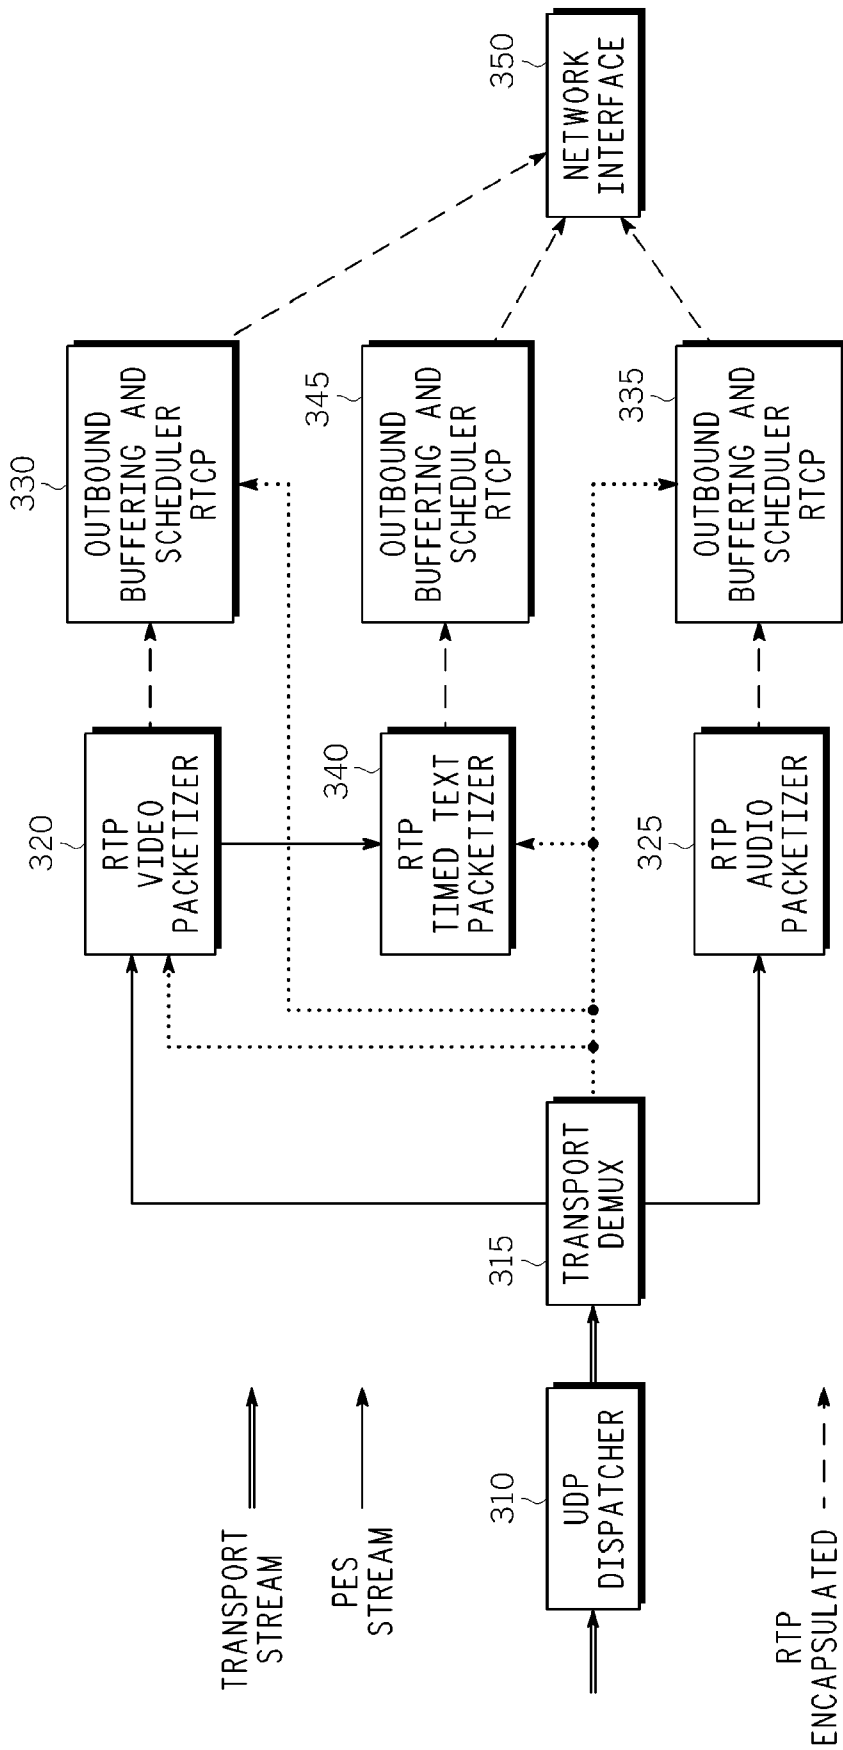 TRANSPORT
STREAM
PES
STREAM
RTP
ENCAPSULATED
310
UDP
DISPATCHER
315
TRANSPORT
DEMUX
320
RTP
VIDEO
PACKETIZER
340
RTP
TIMED TEXT
PACKETIZER
325
RTP
AUDIO
PACKETIZER
330
OUTBOUND
BUFFERING AND
SCHEDULER
RTCP
345
OUTBOUND
BUFFERING AND
SCHEDULER
RTCP
335
OUTBOUND
BUFFERING AND
SCHEDULER
RTCP
350
NETWORK
INTERFACE